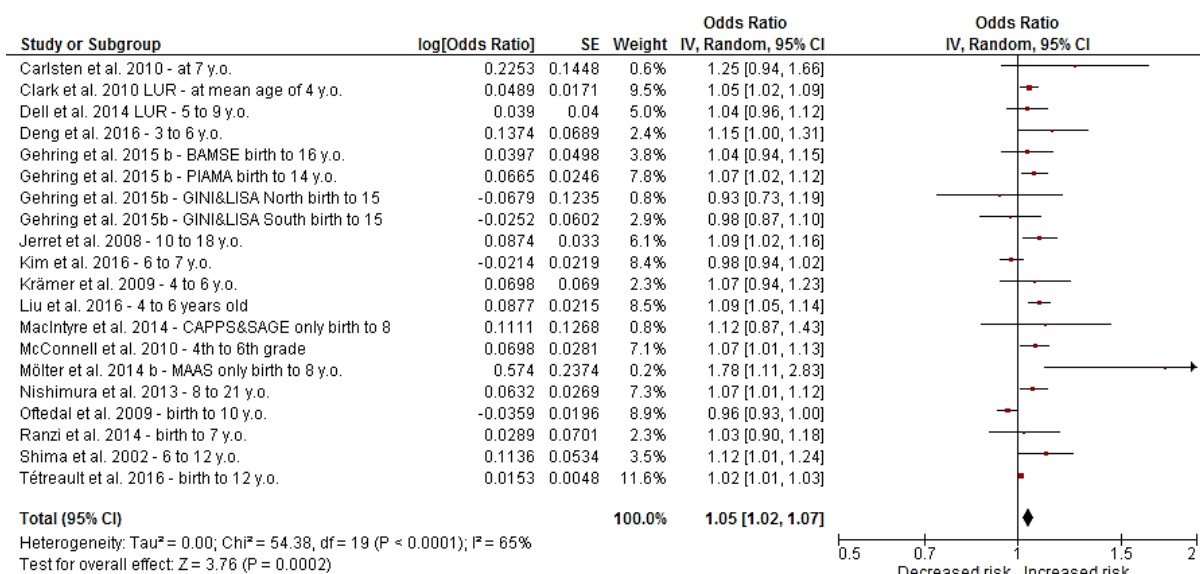 Odds Ratio Odds Ratio
Study or Subgroup log[Odds Ratio] SE Weight IV, Random, 95% CI IV, Random, 95% CI
Carlsten et al. 2010 - at 7 y.o. 0.2253 0.1448 0.6% 1.25 [0.94, 1.66]
Clark et al. 2010 LUR - at mean age of 4 y.o. 0.0489 0.0171 9.5% 1.05 [1.02, 1.09]
Dell et al. 2014 LUR - 5 to 9 y.o. 0.039 0.04 5.0% 1.04 [0.96, 1.12]
Deng et al. 2016 - 3 to 6 y.o. 0.1374 0.0689 2.4% 1.15 [1.00, 1.31]
Gehring et al. 2015 b - BAMSE birth to 16 y.o. 0.0397 0.0498 3.8% 1.04 [0.94, 1.15]
Gehring et al. 2015 b - PIAMA birth to 14 y.o. 0.0665 0.0246 7.8% 1.07 [1.02, 1.12]
Gehring et al. 2015b - GINI&LISA North birth to 15 -0.0679 0.1235 0.8% 0.93 [0.73, 1.19]
Gehring et al. 2015b - GINI&LISA South birth to 15 -0.0252 0.0602 2.9% 0.98 [0.87, 1.10]
Jerret et al. 2008 - 10 to 18 y.o. 0.0874 0.033 6.1% 1.09 [1.02, 1.16]
Kim et al. 2016 - 6 to 7 y.o. -0.0214 0.0219 8.4% 0.98 [0.94, 1.02]
Krämer et al. 2009 - 4 to 6 y.o. 0.0698 0.069 2.3% 1.07 [0.94, 1.23]
Liu et al. 2016 - 4 to 6 years old 0.0877 0.0215 8.5% 1.09 [1.05, 1.14]
MacIntyre et al. 2014 - CAPPS&SAGE only birth to 8 0.1111 0.1268 0.8% 1.12 [0.87, 1.43]
McConnell et al. 2010 - 4th to 6th grade 0.0698 0.0281 7.1% 1.07 [1.01, 1.13]
Mölter et al. 2014 b - MAAS only birth to 8 y.o. 0.574 0.2374 0.2% 1.78 [1.11, 2.83]
Nishimura et al. 2013 - 8 to 21 y.o. 0.0632 0.0269 7.3% 1.07 [1.01, 1.12]
Oftedal et al. 2009 - birth to 10 y.o. -0.0359 0.0196 8.9% 0.96 [0.93, 1.00]
Ranzi et al. 2014 - birth to 7 y.o. 0.0289 0.0701 2.3% 1.03 [0.90, 1.18]
Shima et al. 2002 - 6 to 12 y.o. 0.1136 0.0534 3.5% 1.12 [1.01, 1.24]
Tétreault et al. 2016 - birth to 12 y.o. 0.0153 0.0048 11.6% 1.02 [1.01, 1.03]
Total (95% CI) 100.0% 1.05 [1.02, 1.07]
Heterogeneity: Tau² = 0.00; Chi² = 54.38, df = 19 (P < 0.0001); I² = 65%
Test for overall effect: Z = 3.76 (P = 0.0002)
0.5 0.7 1 1.5 2
Decreased risk Increased risk